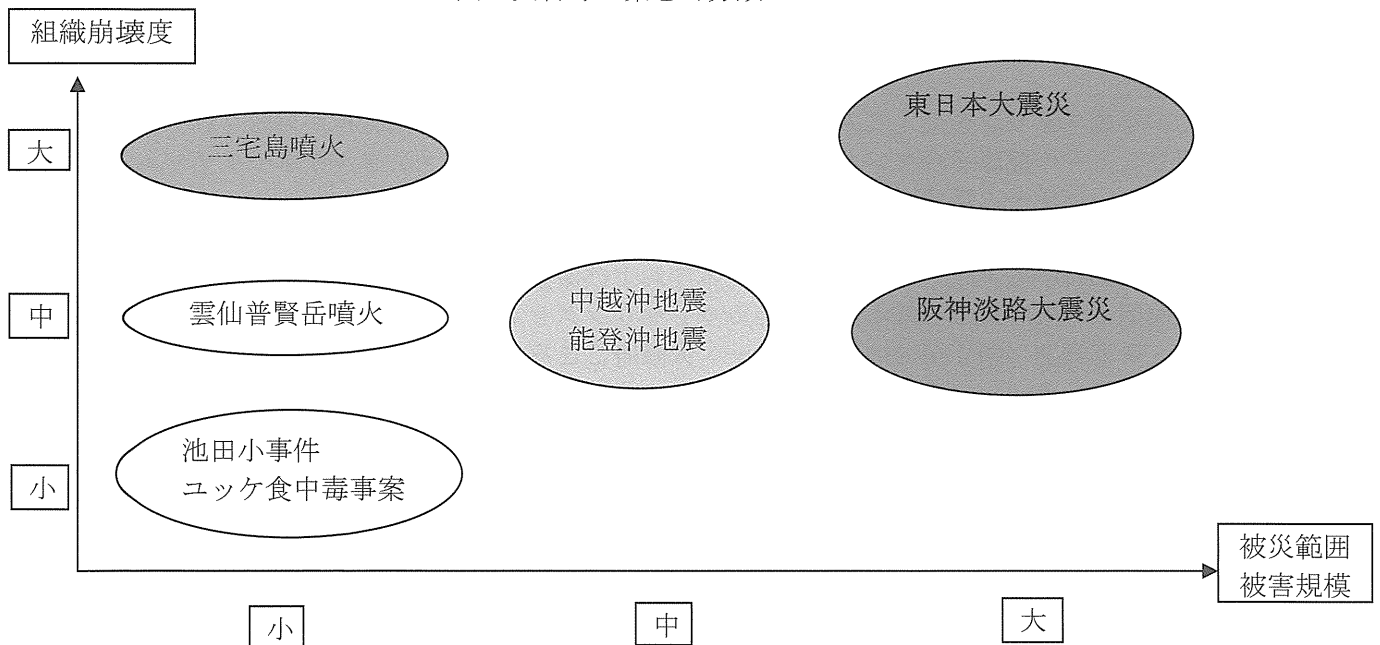 組織崩壊度
大
三宅島噴火
東日本大震災
中
雲仙普賢岳噴火
中越沖地震
能登沖地震
阪神淡路大震災
小
池田小事件
ユッケ食中毒事案
被災範囲
被害規模
小
中
大